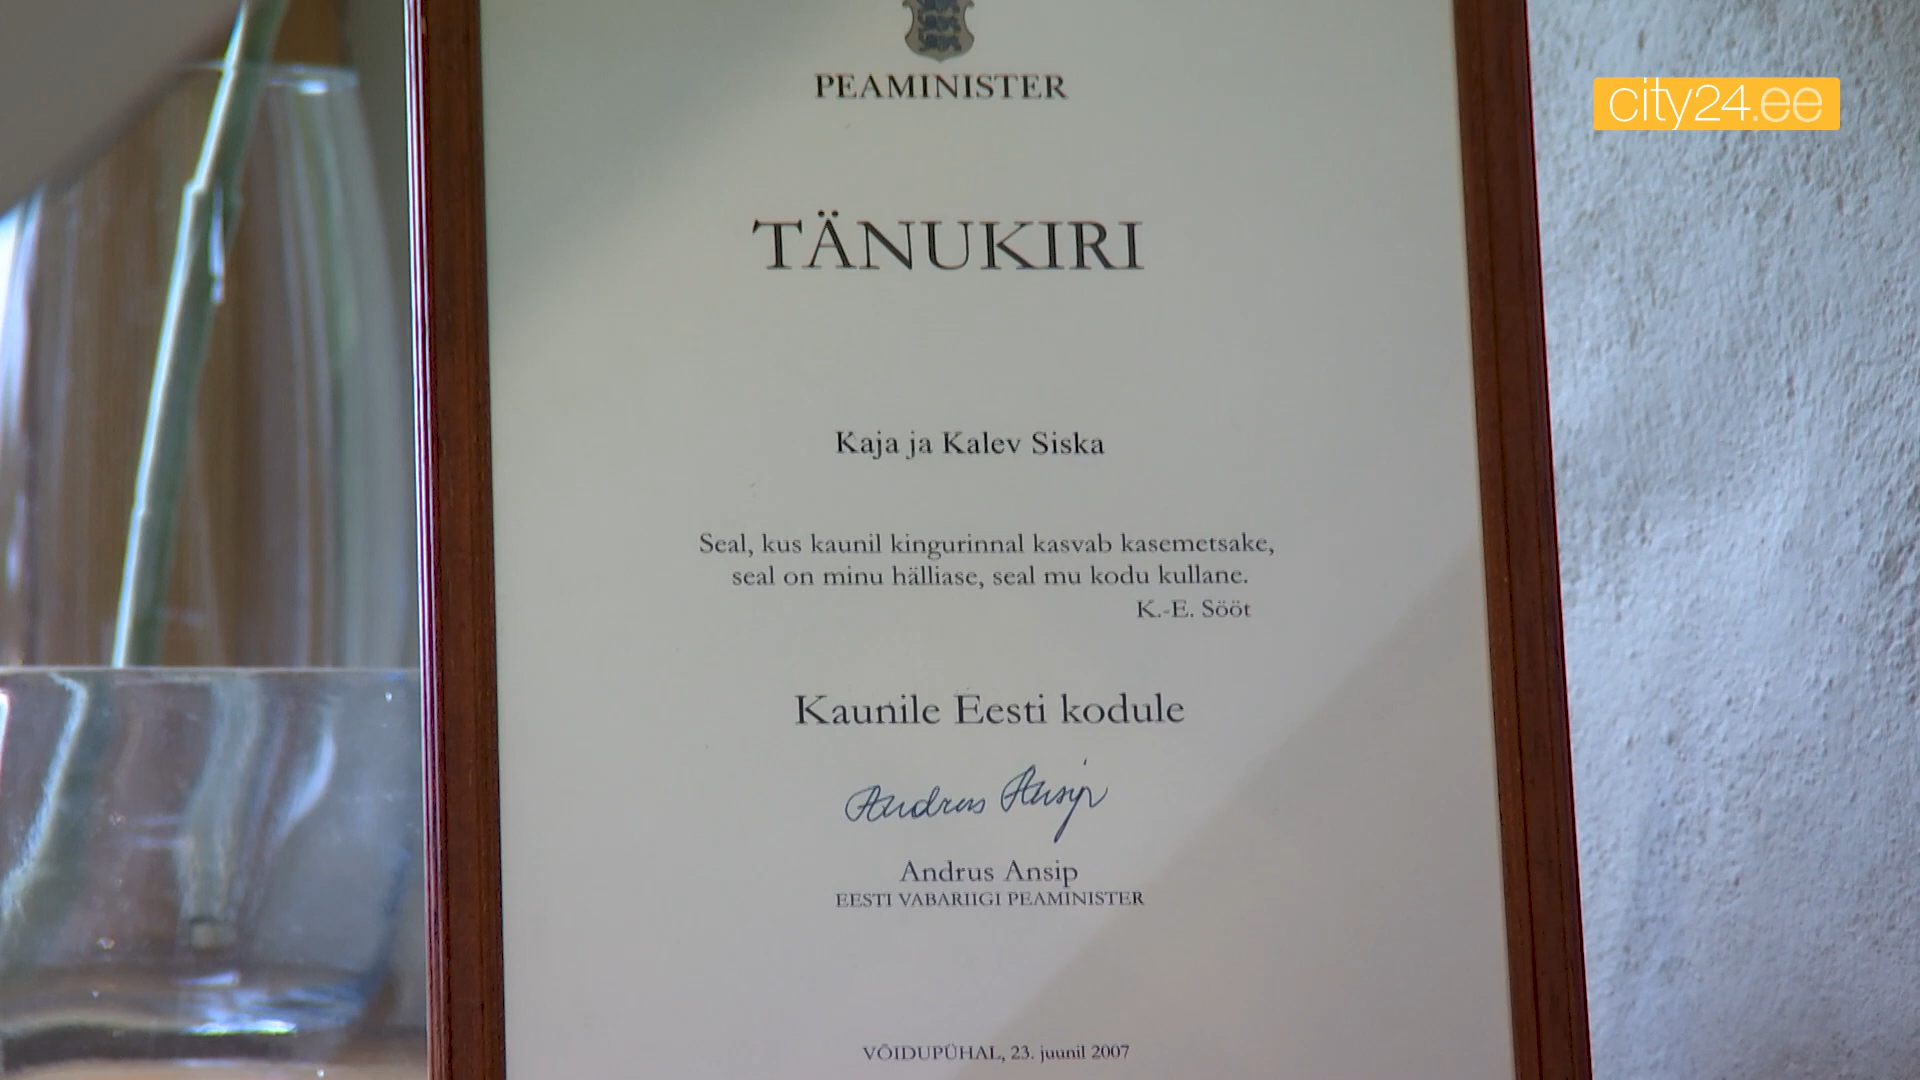 PEAMINISTER
city24.ee
TÄNUKIRI
Kaja ja Kalev Siska
Seal, kus kaunil kingurinnal kasvab kasemetsake,
seal on minu hälliase, seal mu kodu kullane.
K.-E. Sööt
Kaunile Eesti kodule
Andrus Ansip
Andrus Ansip
EESTI VABARIIGI PEAMINISTER
VÕIDUPÜHAL, 23. juunil 2007